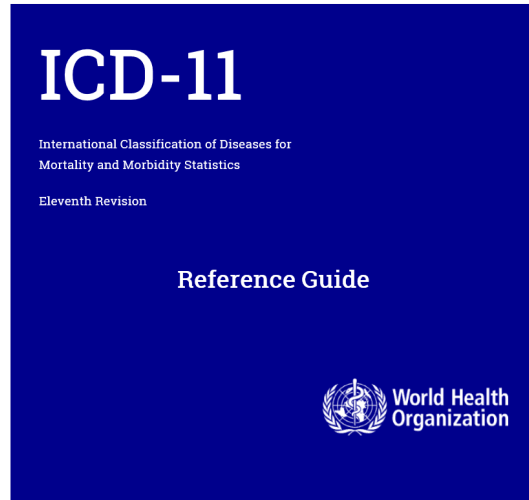 ICD-11
International Classification of Diseases for
Mortality and Morbidity Statistics
Eleventh Revision
Reference Guide
World Health
Organization